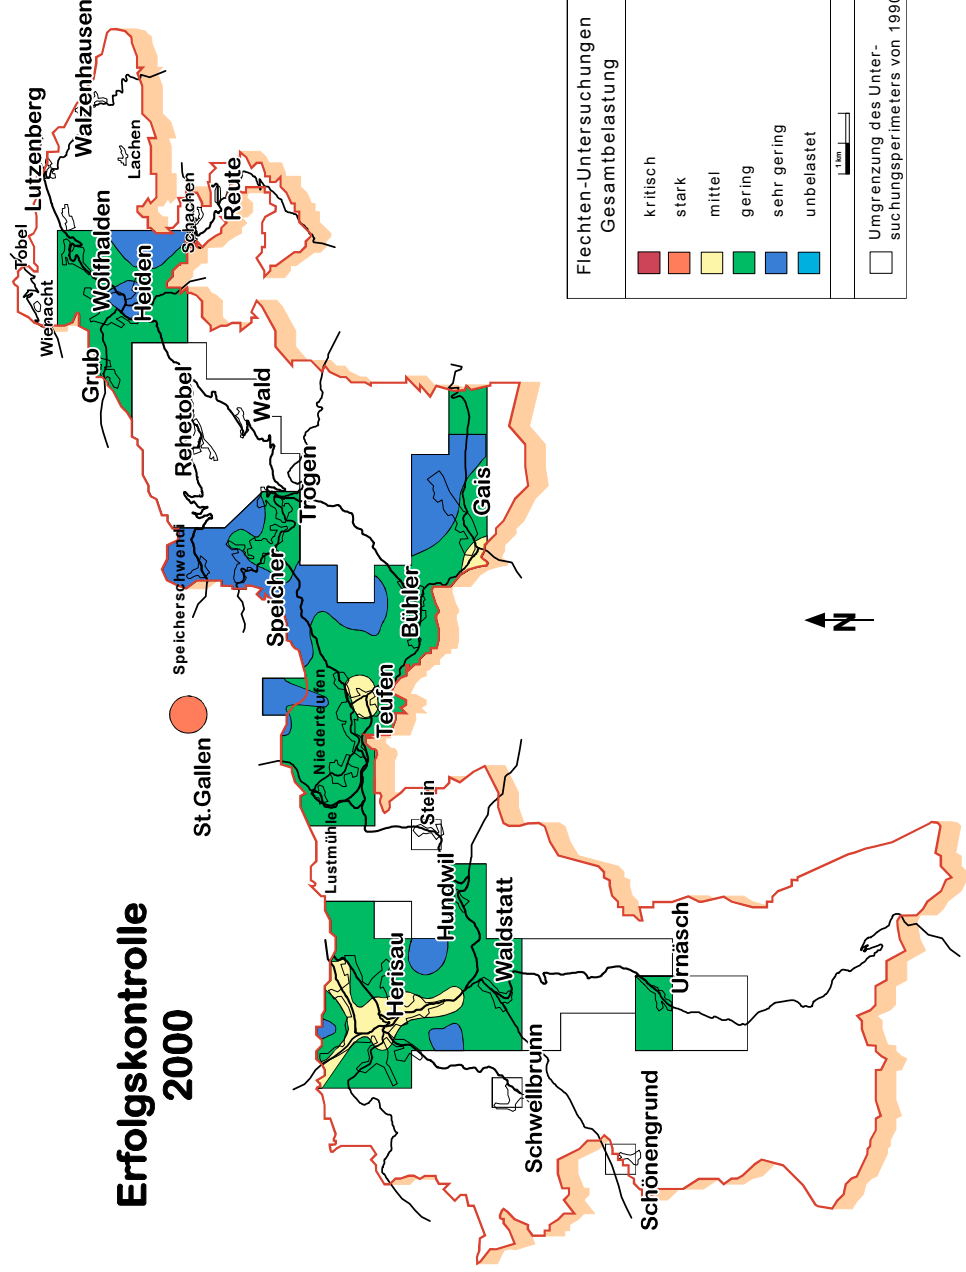 Erfolgskontrolle
2000
St.Gallen
Speicherschwendi
Rehetobel
Grub
Wienacht
Tobel
Lutzenberg
Walzenhausen
Wolfhalden
Heiden
Lachen
Schachen
Reute
Wald
Trogen
Speicher
Niederteufen
Lustmühle
Teufen
Bühler
Gais
Stein
Hundwil
Herisau
Waldstatt
Schwellbrunn
Urnäsch
Schönengrund
N
Flechten-Untersuchungen
Gesamtbelastung
kritisch
stark
mittel
gering
sehr gering
unbelastet
1 km
Umgrenzung des Unter-
suchungsperimeters von 1990